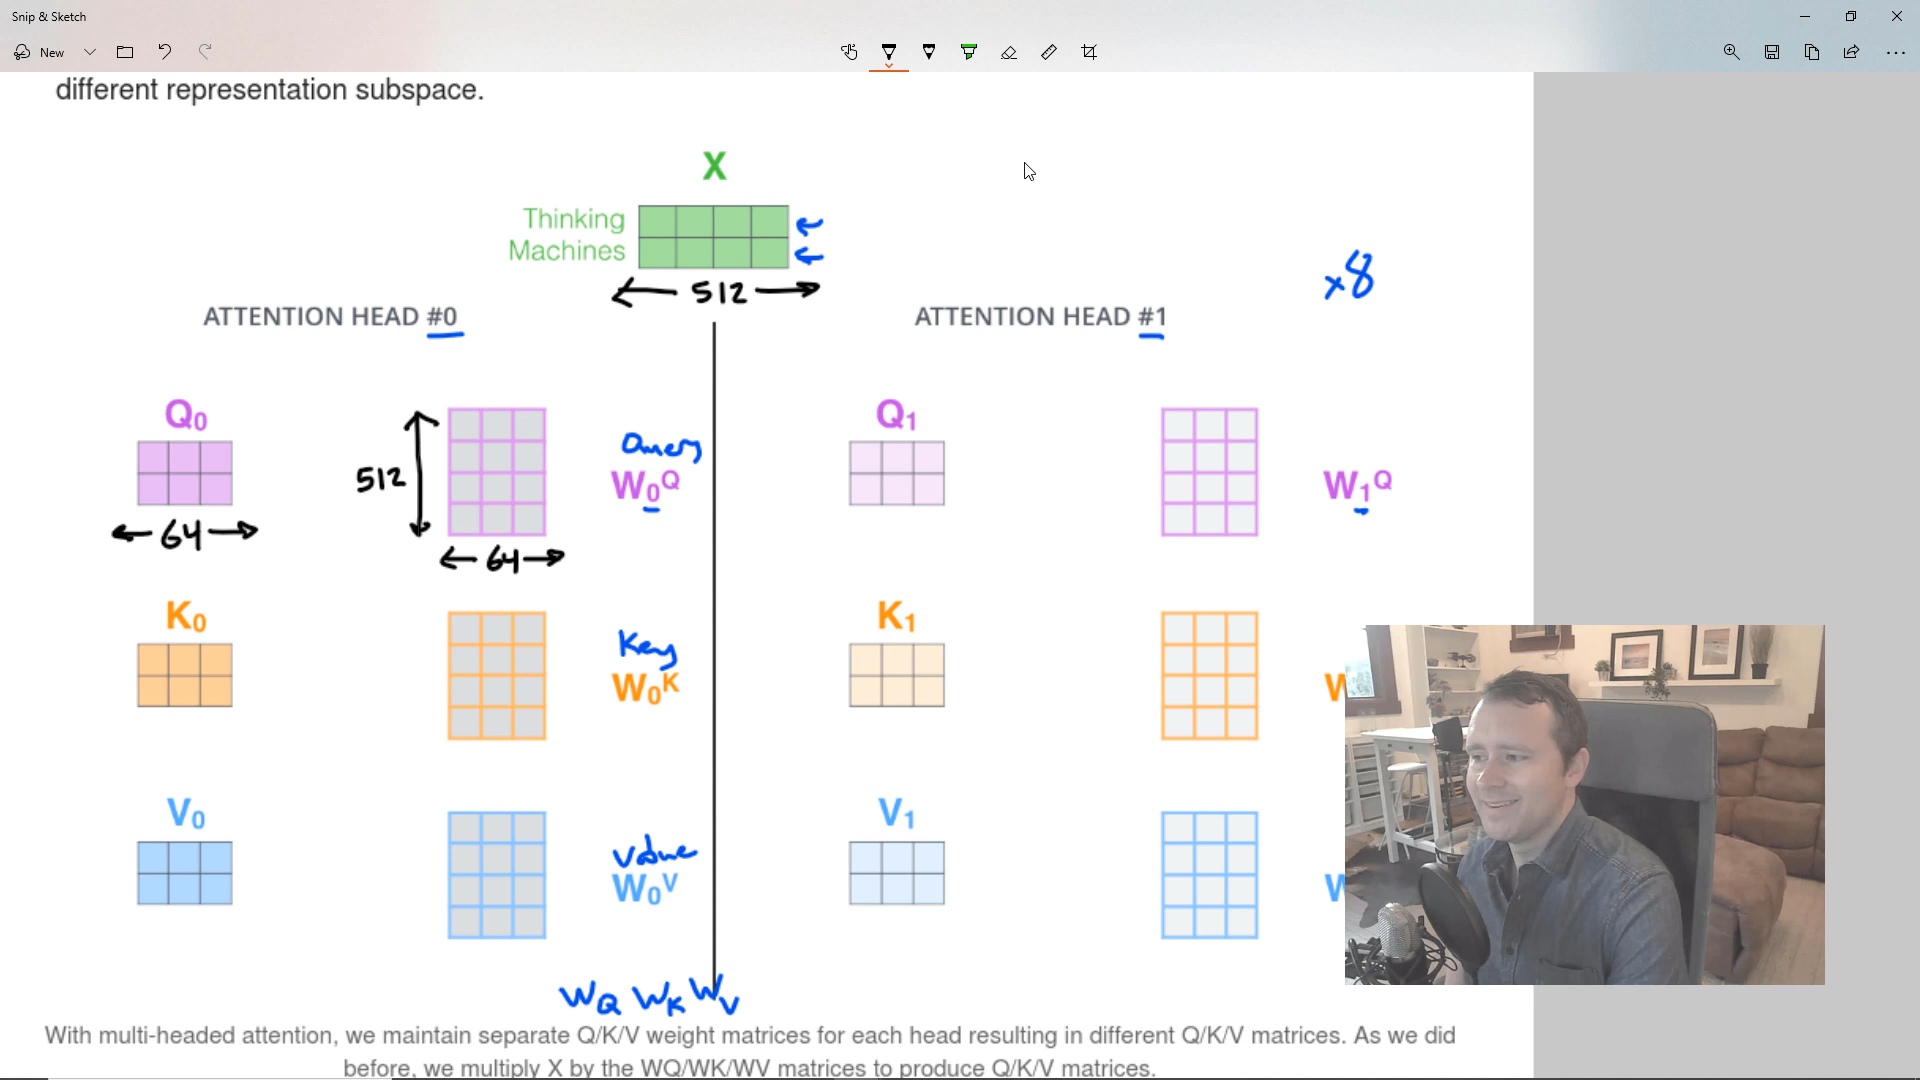 Snip & Sketch
New
different representation subspace.
X
Thinking
Machines
512
x8
ATTENTION HEAD #0
ATTENTION HEAD #1
Q0
512
Query
W0Q
Q1
W1Q
64
64
K0
Key
W0K
K1
W
V0
Value
W0V
V1
W
WQ WK WV
With multi-headed attention, we maintain separate Q/K/V weight matrices for each head resulting in different Q/K/V matrices. As we did
before, we multiply X by the WQ/WK/WV matrices to produce Q/K/V matrices.